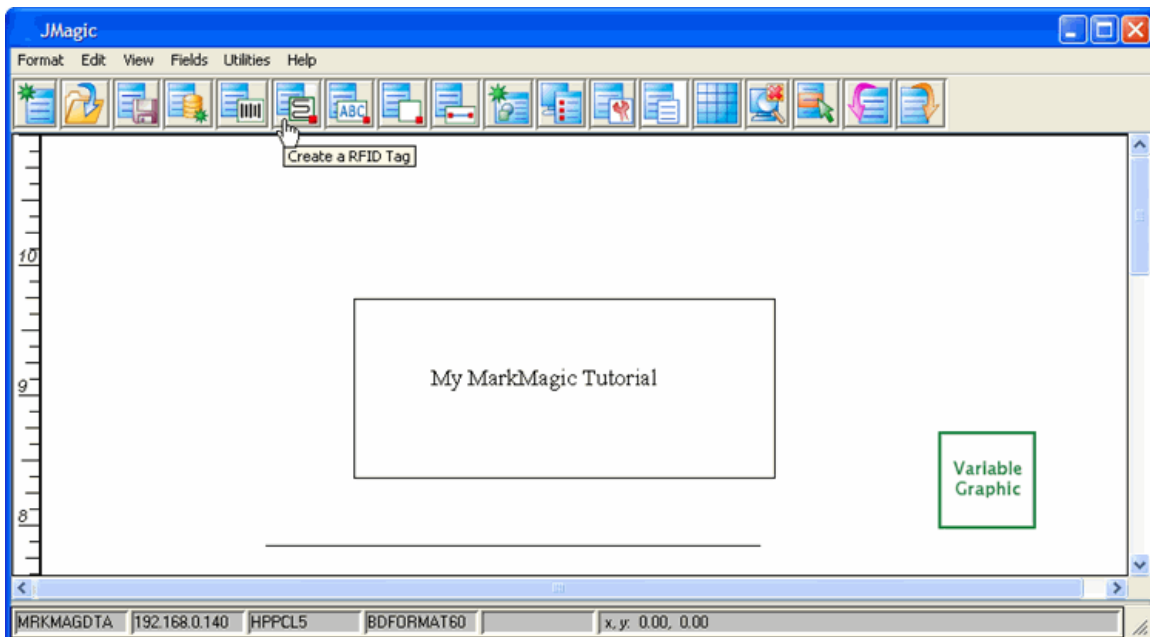 JMagic
Format Edit View Fields Utilities Help
ABC
Create a RFID Tag
10
My MarkMagic Tutorial
9
Variable
Graphic
8
MRKMAGDTA 192.168.0.140 HPPCL5 BDFORMAT60 x, y: 0.00, 0.00